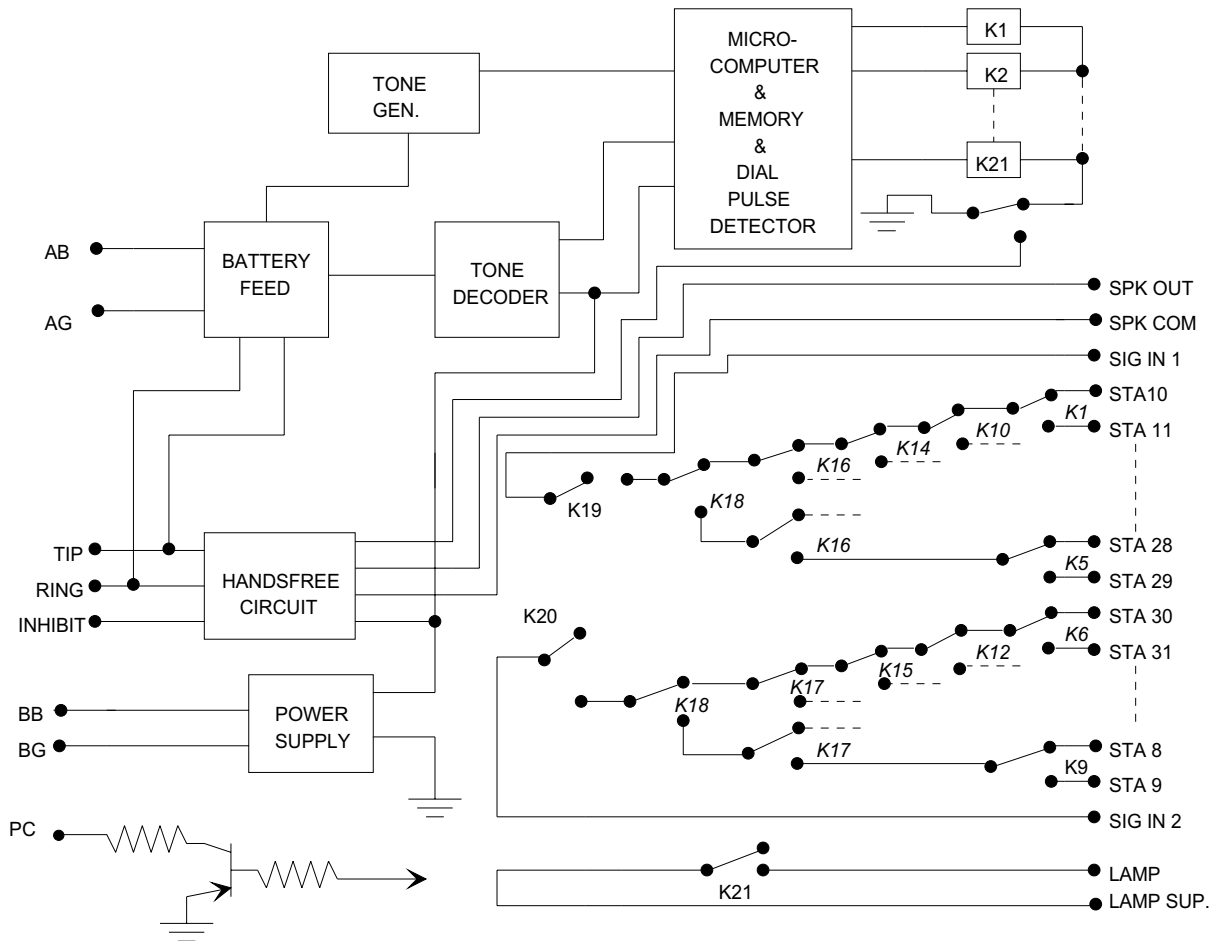 TONE
GEN.
MICRO-
COMPUTER
&
MEMORY
&
DIAL
PULSE
DETECTOR
K1
K2
K21
AB
AG
BATTERY
FEED
TONE
DECODER
SPK OUT
SPK COM
SIG IN 1
STA10
K1
STA 11
K10
K14
K16
K18
K19
K16
STA 28
K5
STA 29
TIP
RING
INHIBIT
HANDSFREE
CIRCUIT
K20
STA 30
K6
STA 31
K12
K15
K17
K18
K17
STA 8
K9
STA 9
BB
BG
POWER
SUPPLY
SIG IN 2
PC
K21
LAMP
LAMP SUP.